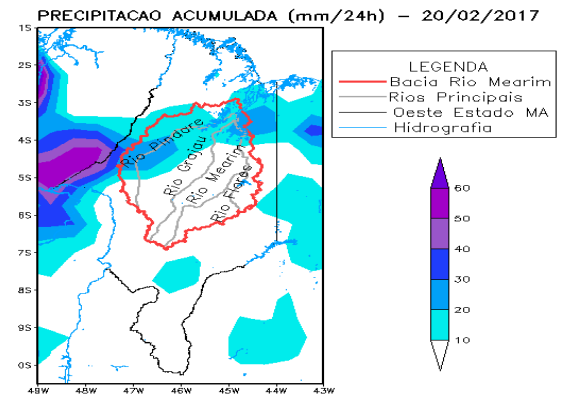 PRECIPITACAO ACUMULADA (mm/24h) – 20/02/2017
1S
2S
3S
4S
5S
6S
7S
8S
9S
0S
48W 48W 47W 46W 45W 44W 43W
Rio Pindare
Rio Grajau
Rio Mearim
Rio Flores
LEGENDA
Bacia Rio Mearim
Rios Principais
Oeste Estado MA
Hidrografia
60
50
40
30
20
10